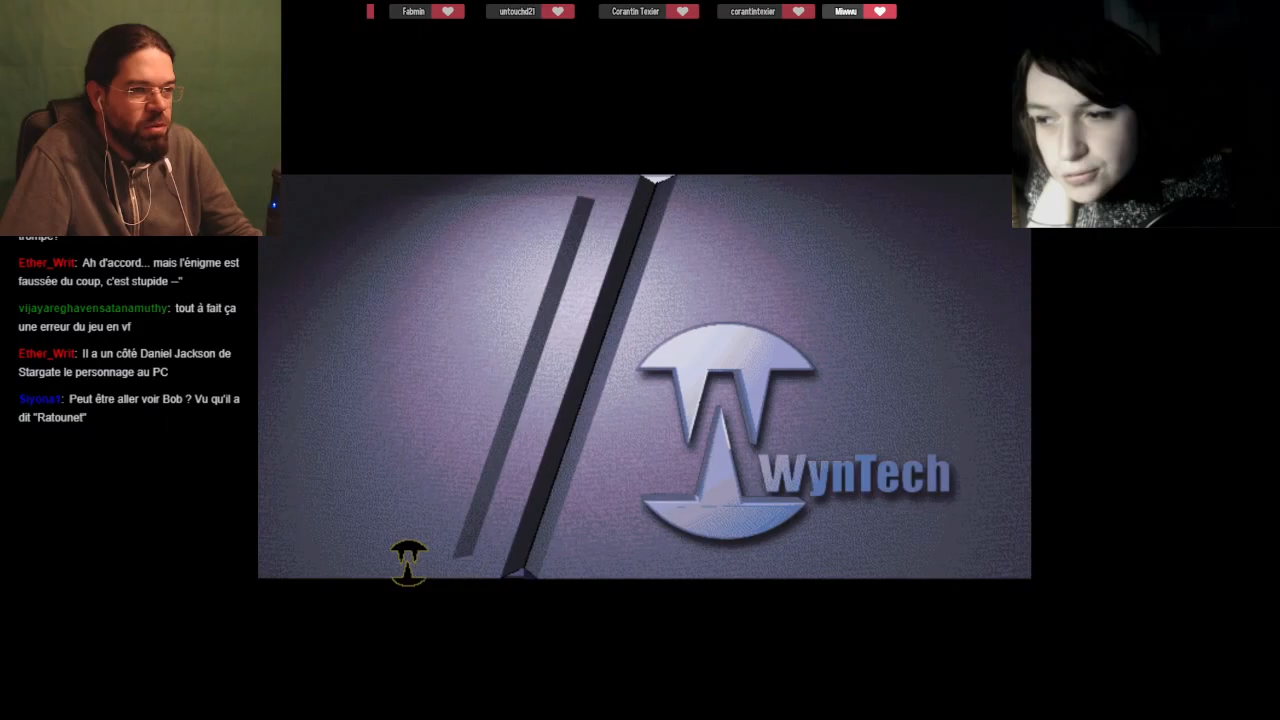 Fabmin
untouchd21
Corantin Texier
corantintexier
Miwwu
trompe?
Ether_Writ: Ah d'accord... mais l'énigme est
faussée du coup, c'est stupide --"
vijayareghavensatanamuthy: tout à fait ça
une erreur du jeu en vf
Ether_Writ: Il a un côté Daniel Jackson de
Stargate le personnage au PC
Siyona1: Peut être aller voir Bob ? Vu qu'il a
dit "Ratounet"
WynTech